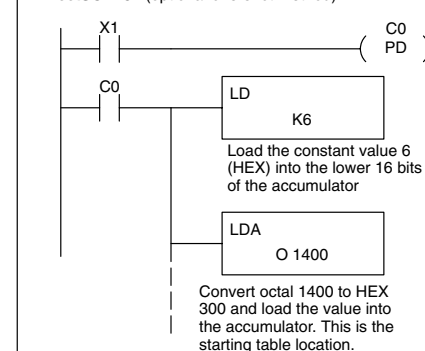 X1
C0
PD
C0
LD
K6
Load the constant value 6
(HEX) into the lower 16 bits
of the accumulator
LDA
O 1400
Convert octal 1400 to HEX
300 and load the value into
the accumulator. This is the
starting table location.